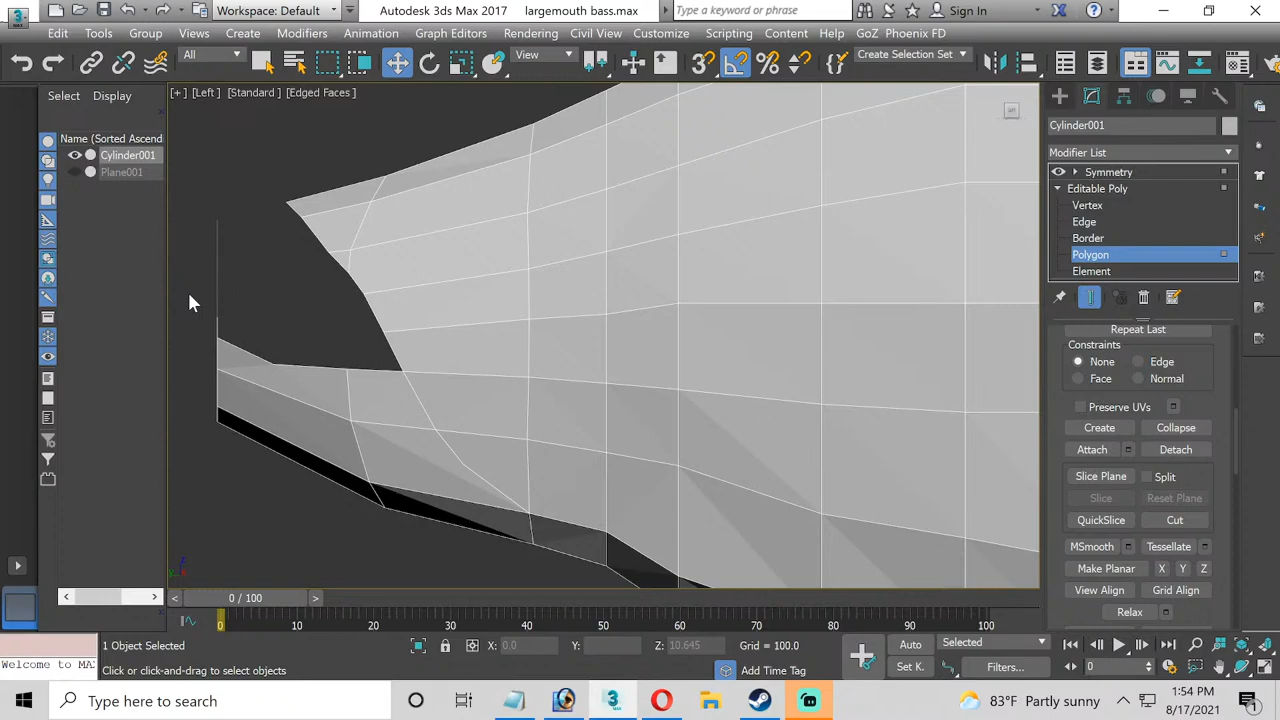 Workspace: Default
Autodesk 3ds Max 2017
largemouth bass.max
Type a keyword or phrase
Sign In
Edit
Tools
Group
Views
Create
Modifiers
Animation
Graph Editors
Rendering
Civil View
Customize
Scripting
Content
Help
GoZ
Phoenix FD
All
View
Create Selection Set
Select
Display
[+] [Left] [Standard] [Edged Faces]
Name (Sorted Ascend
Cylinder001
Plane001
Cylinder001
Modifier List
Symmetry
Editable Poly
Vertex
Edge
Border
Polygon
Element
Repeat Last
Constraints
None
Edge
Face
Normal
Preserve UVs
Create
Collapse
Attach
Detach
Slice Plane
Split
Slice
Reset Plane
QuickSlice
Cut
MSmooth
Tessellate
Make Planar
X
Y
Z
View Align
Grid Align
Relax
z
y
x
0 / 100
0
10
20
30
40
50
60
70
80
90
100
1 Object Selected
X: 0.0
Y:
Z: 10.645
Grid = 100.0
Auto
Selected
Welcome to MA
Click or click-and-drag to select objects
Add Time Tag
Set K.
Filters...
0
Type here to search
83°F Partly sunny
1:54 PM
8/17/2021